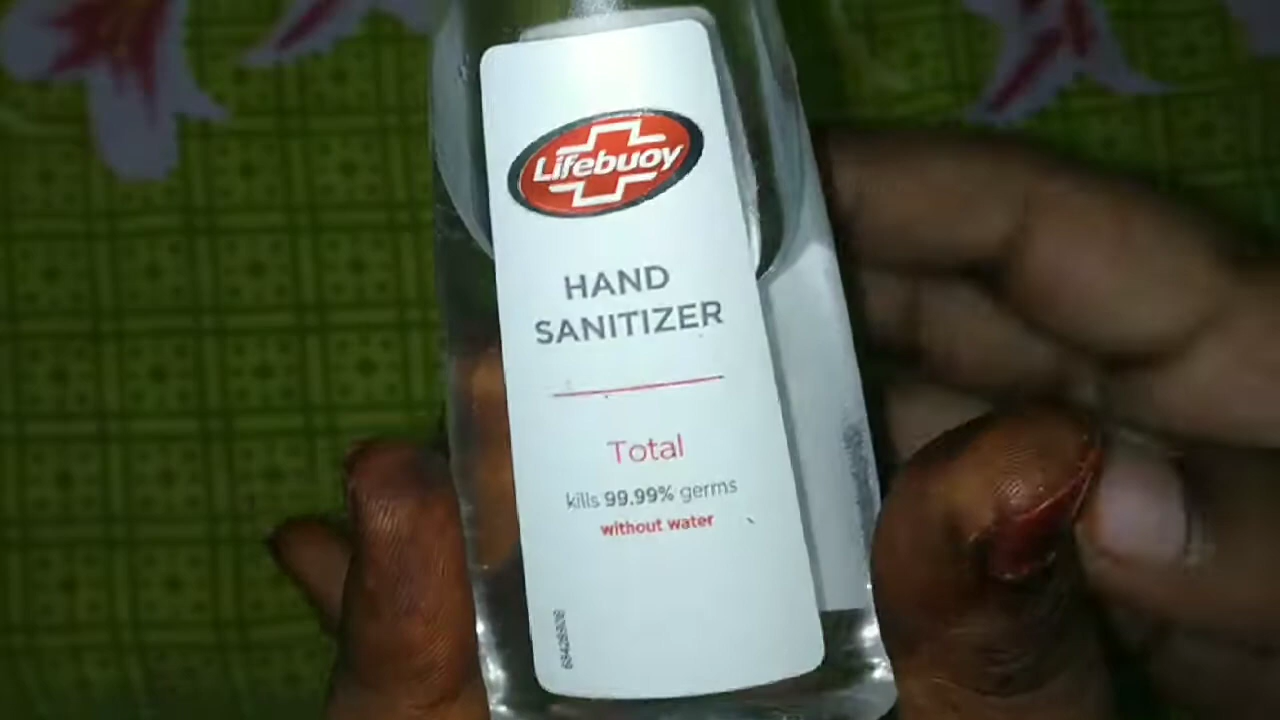 Lifebuoy
HAND
SANITIZER
Total
kills 99.99% germs
without water